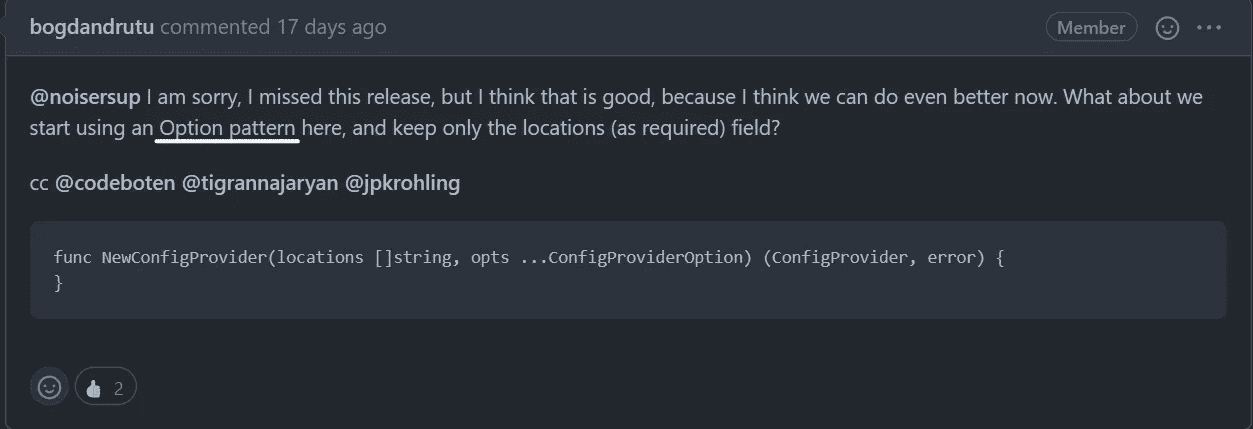 bogdandrutu commented 17 days ago Member
@noisersup I am sorry, I missed this release, but I think that is good, because I think we can do even better now. What about we
start using an Option pattern here, and keep only the locations (as required) field?
cc @codeboten @tigrannajaryan @jpkrohling
func NewConfigProvider(locations []string, opts ...ConfigProviderOption) (ConfigProvider, error) {
}
2